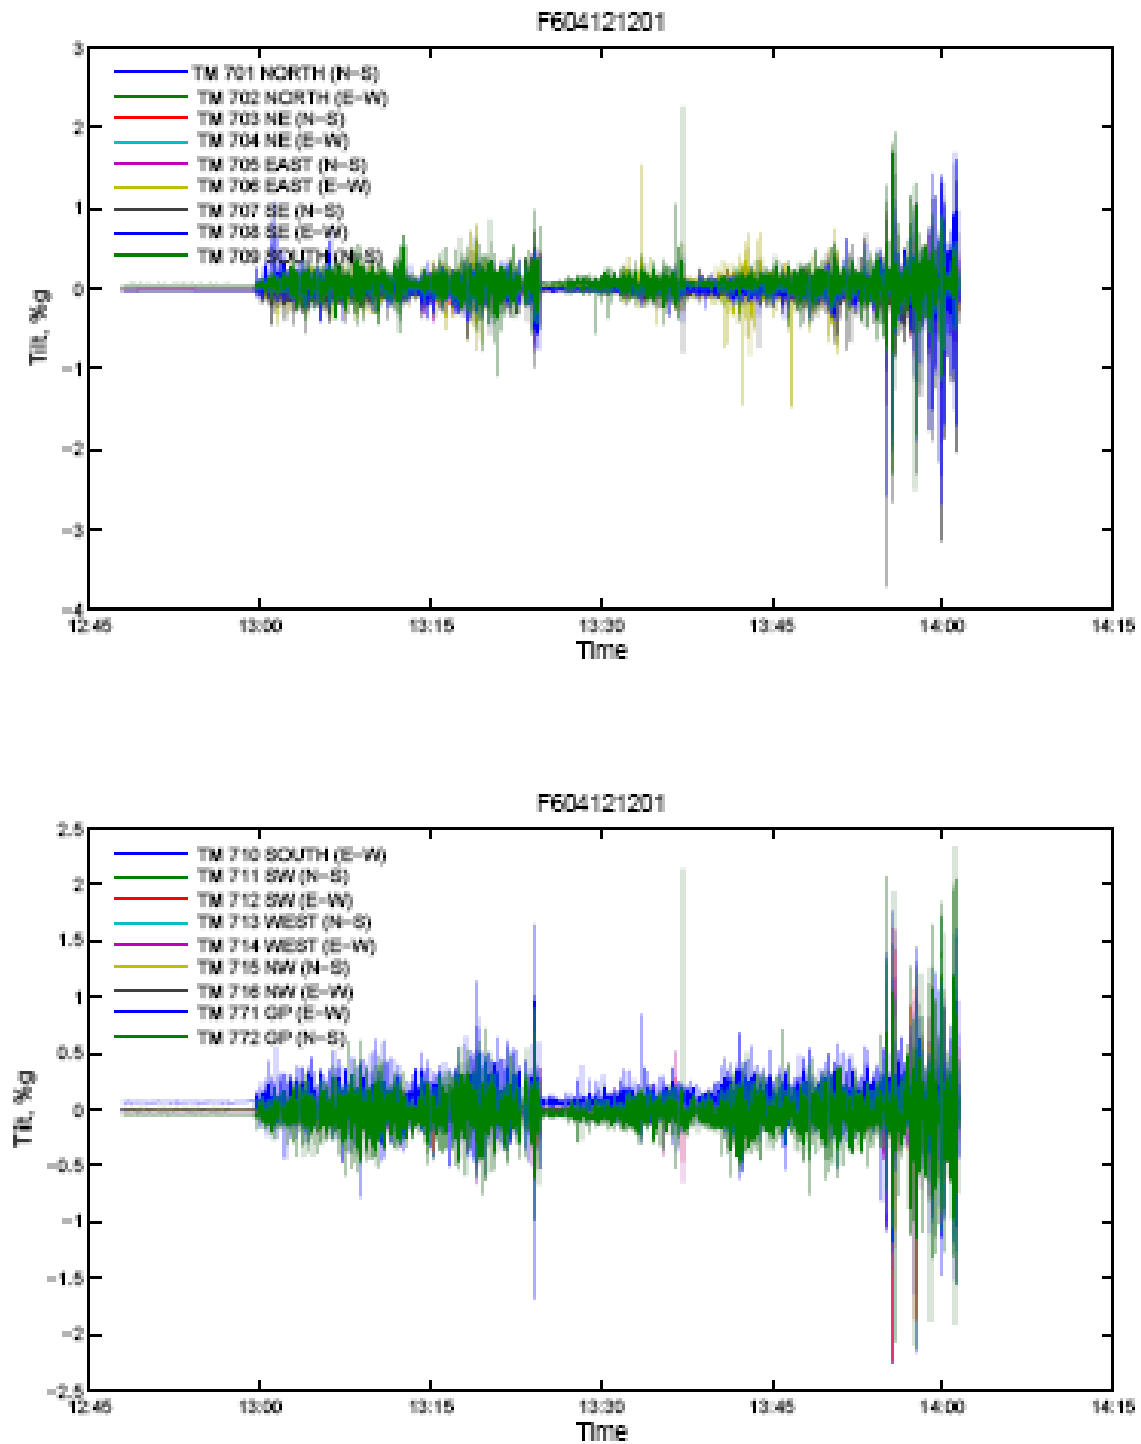 F604121201
3
TM 701 NORTH (N-S)
TM 702 NORTH (E-W)
TM 703 NE (N-S)
TM 704 NE (E-W)
TM 705 EAST (N-S)
TM 706 EAST (E-W)
TM 707 SE (N-S)
TM 708 SE (E-W)
TM 709 SOUTH (N-S)
2
1
0
-1
-2
-3
-4
Tilt, %g
12:45 13:00 13:15 13:30 13:45 14:00 14:15
Time
F604121201
2.5
TM 710 SOUTH (E-W)
TM 711 SW (N-S)
TM 712 SW (E-W)
TM 713 WEST (N-S)
TM 714 WEST (E-W)
TM 715 NW (N-S)
TM 716 NW (E-W)
TM 771 GP (E-W)
TM 772 GP (N-S)
2
1.5
1
0.5
0
-0.5
-1
-1.5
-2
-2.5
Tilt, %g
12:45 13:00 13:15 13:30 13:45 14:00 14:15
Time